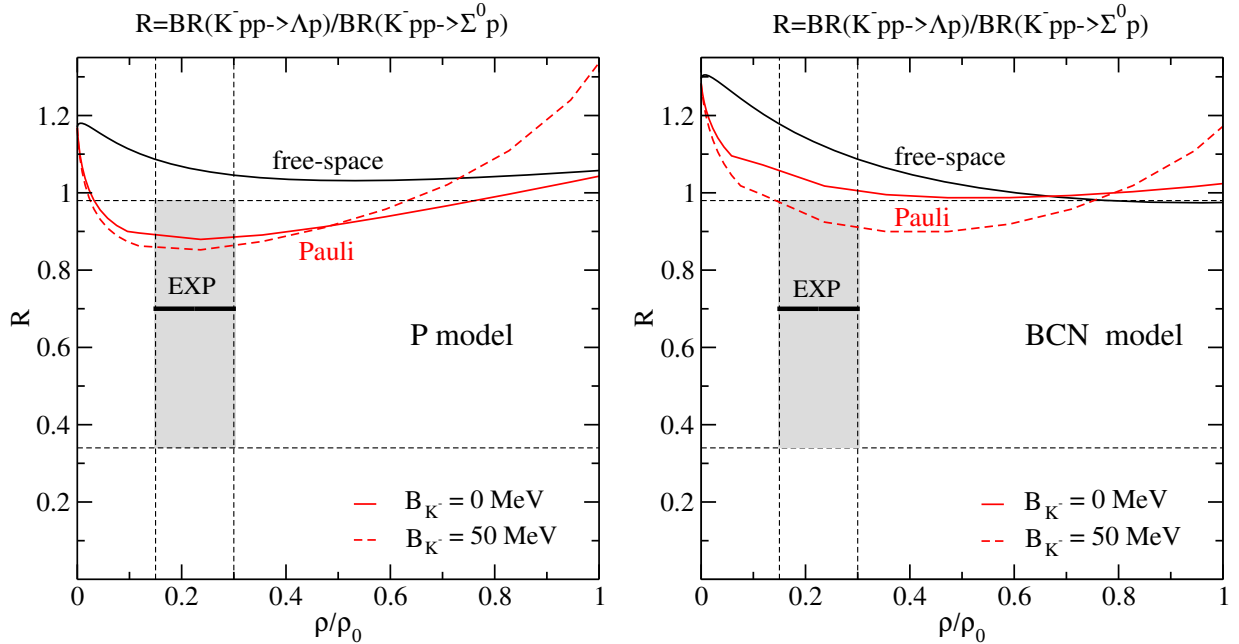 R=BR(K⁻pp->Λp)/BR(K⁻pp->Σ⁰p)
1.2
1
0.8
0.6
0.4
0.2
R
free-space
Pauli
EXP
P model
B_K⁻ = 0 MeV
B_K⁻ = 50 MeV
0
0.2
0.4
0.6
0.8
1
ρ/ρ₀
R=BR(K⁻pp->Λp)/BR(K⁻pp->Σ⁰p)
1.2
1
0.8
0.6
0.4
0.2
R
free-space
Pauli
EXP
BCN model
B_K⁻ = 0 MeV
B_K⁻ = 50 MeV
0
0.2
0.4
0.6
0.8
1
ρ/ρ₀